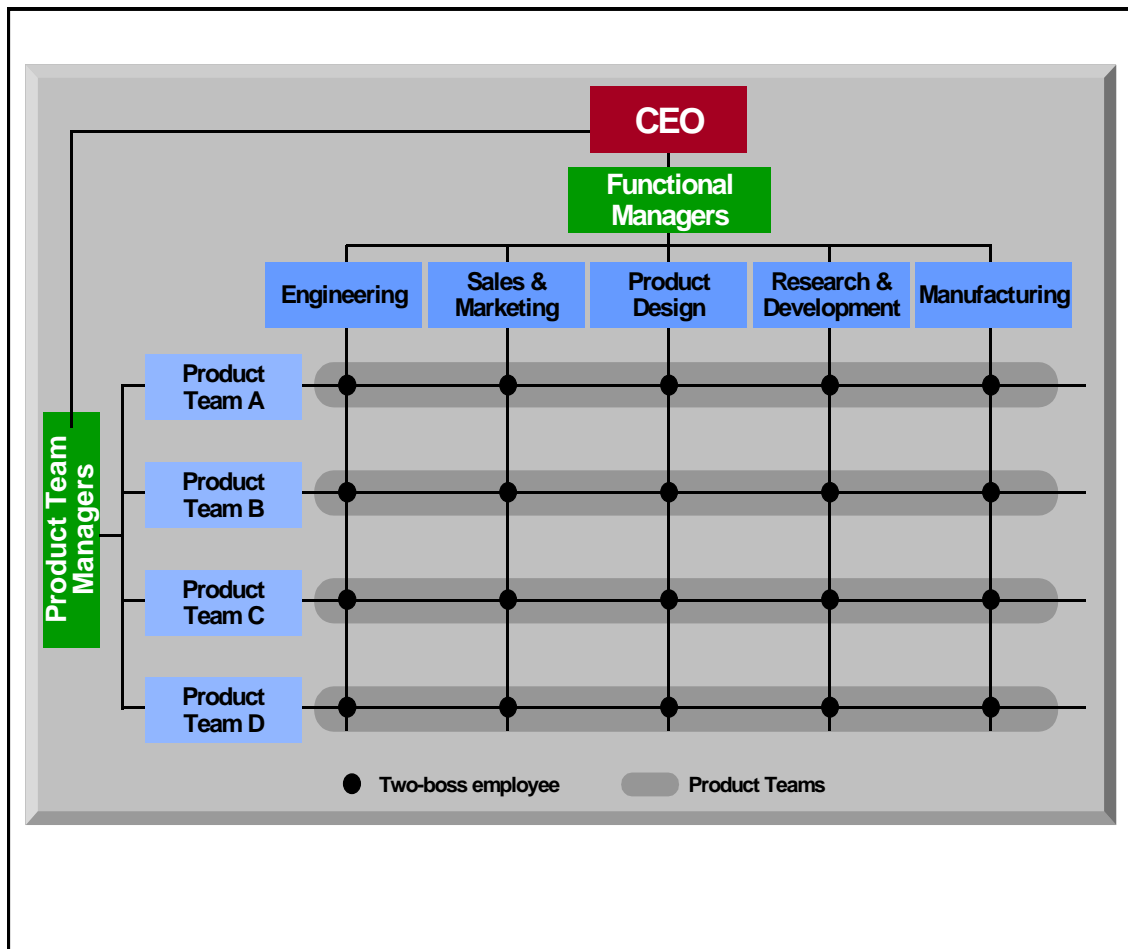 CEO
Functional
Managers
Engineering
Sales &
Marketing
Product
Design
Research &
Development
Manufacturing
Product Team
Managers
Product
Team A
Product
Team B
Product
Team C
Product
Team D
Two-boss employee
Product Teams